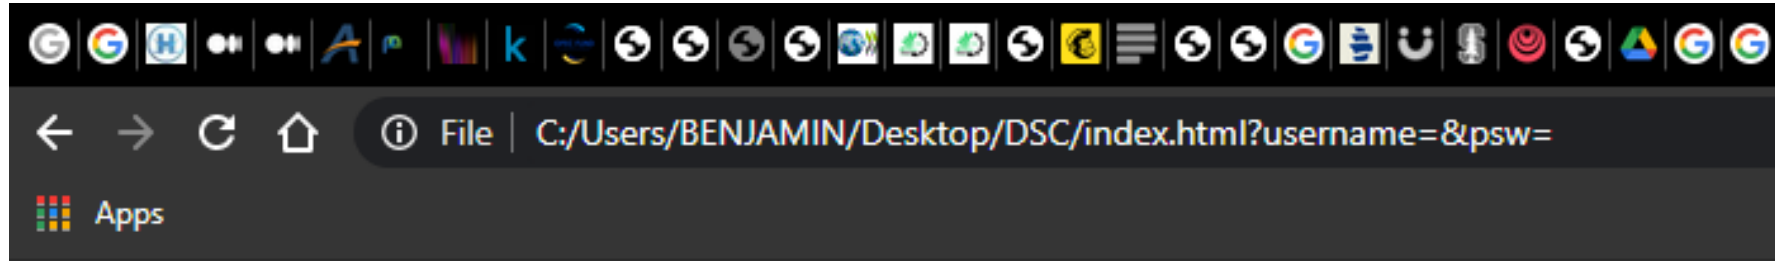 k
File C:/Users/BENJAMIN/Desktop/DSC/index.html?username=&psw=
Apps